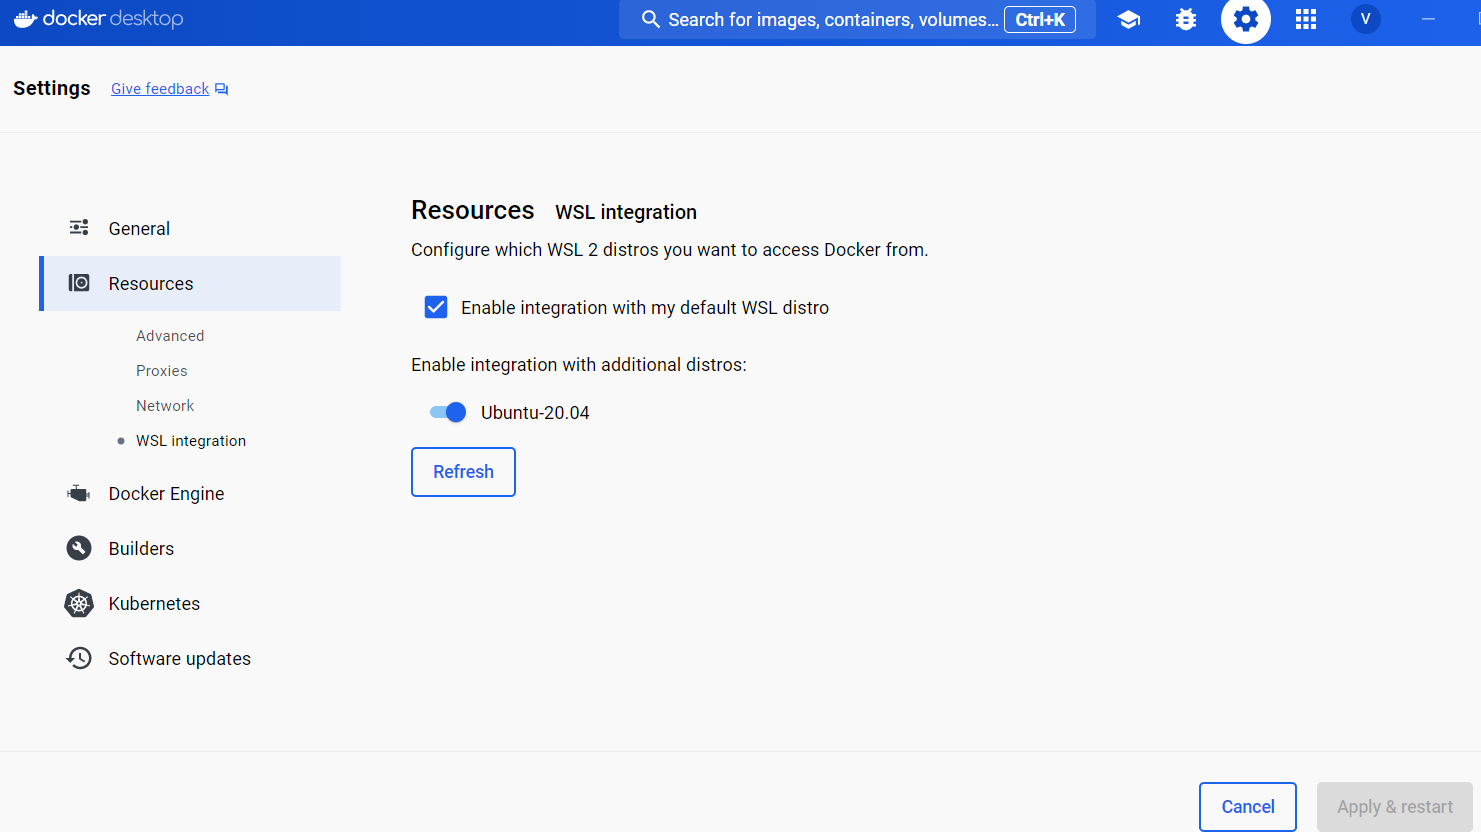 docker desktop
Search for images, containers, volumes... Ctrl+K
V
Settings Give feedback
General
Resources
Advanced
Proxies
Network
WSL integration
Docker Engine
Builders
Kubernetes
Software updates
Resources WSL integration
Configure which WSL 2 distros you want to access Docker from.
Enable integration with my default WSL distro
Enable integration with additional distros:
Ubuntu-20.04
Refresh
Cancel Apply & restart